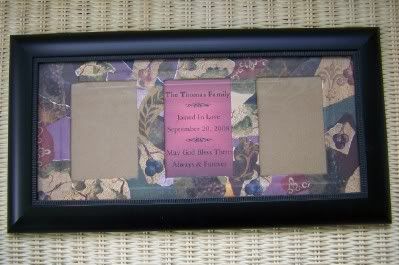 The Thomas Family
Joined In Love
September 20, 2008
May God Bless Them
Always & Forever